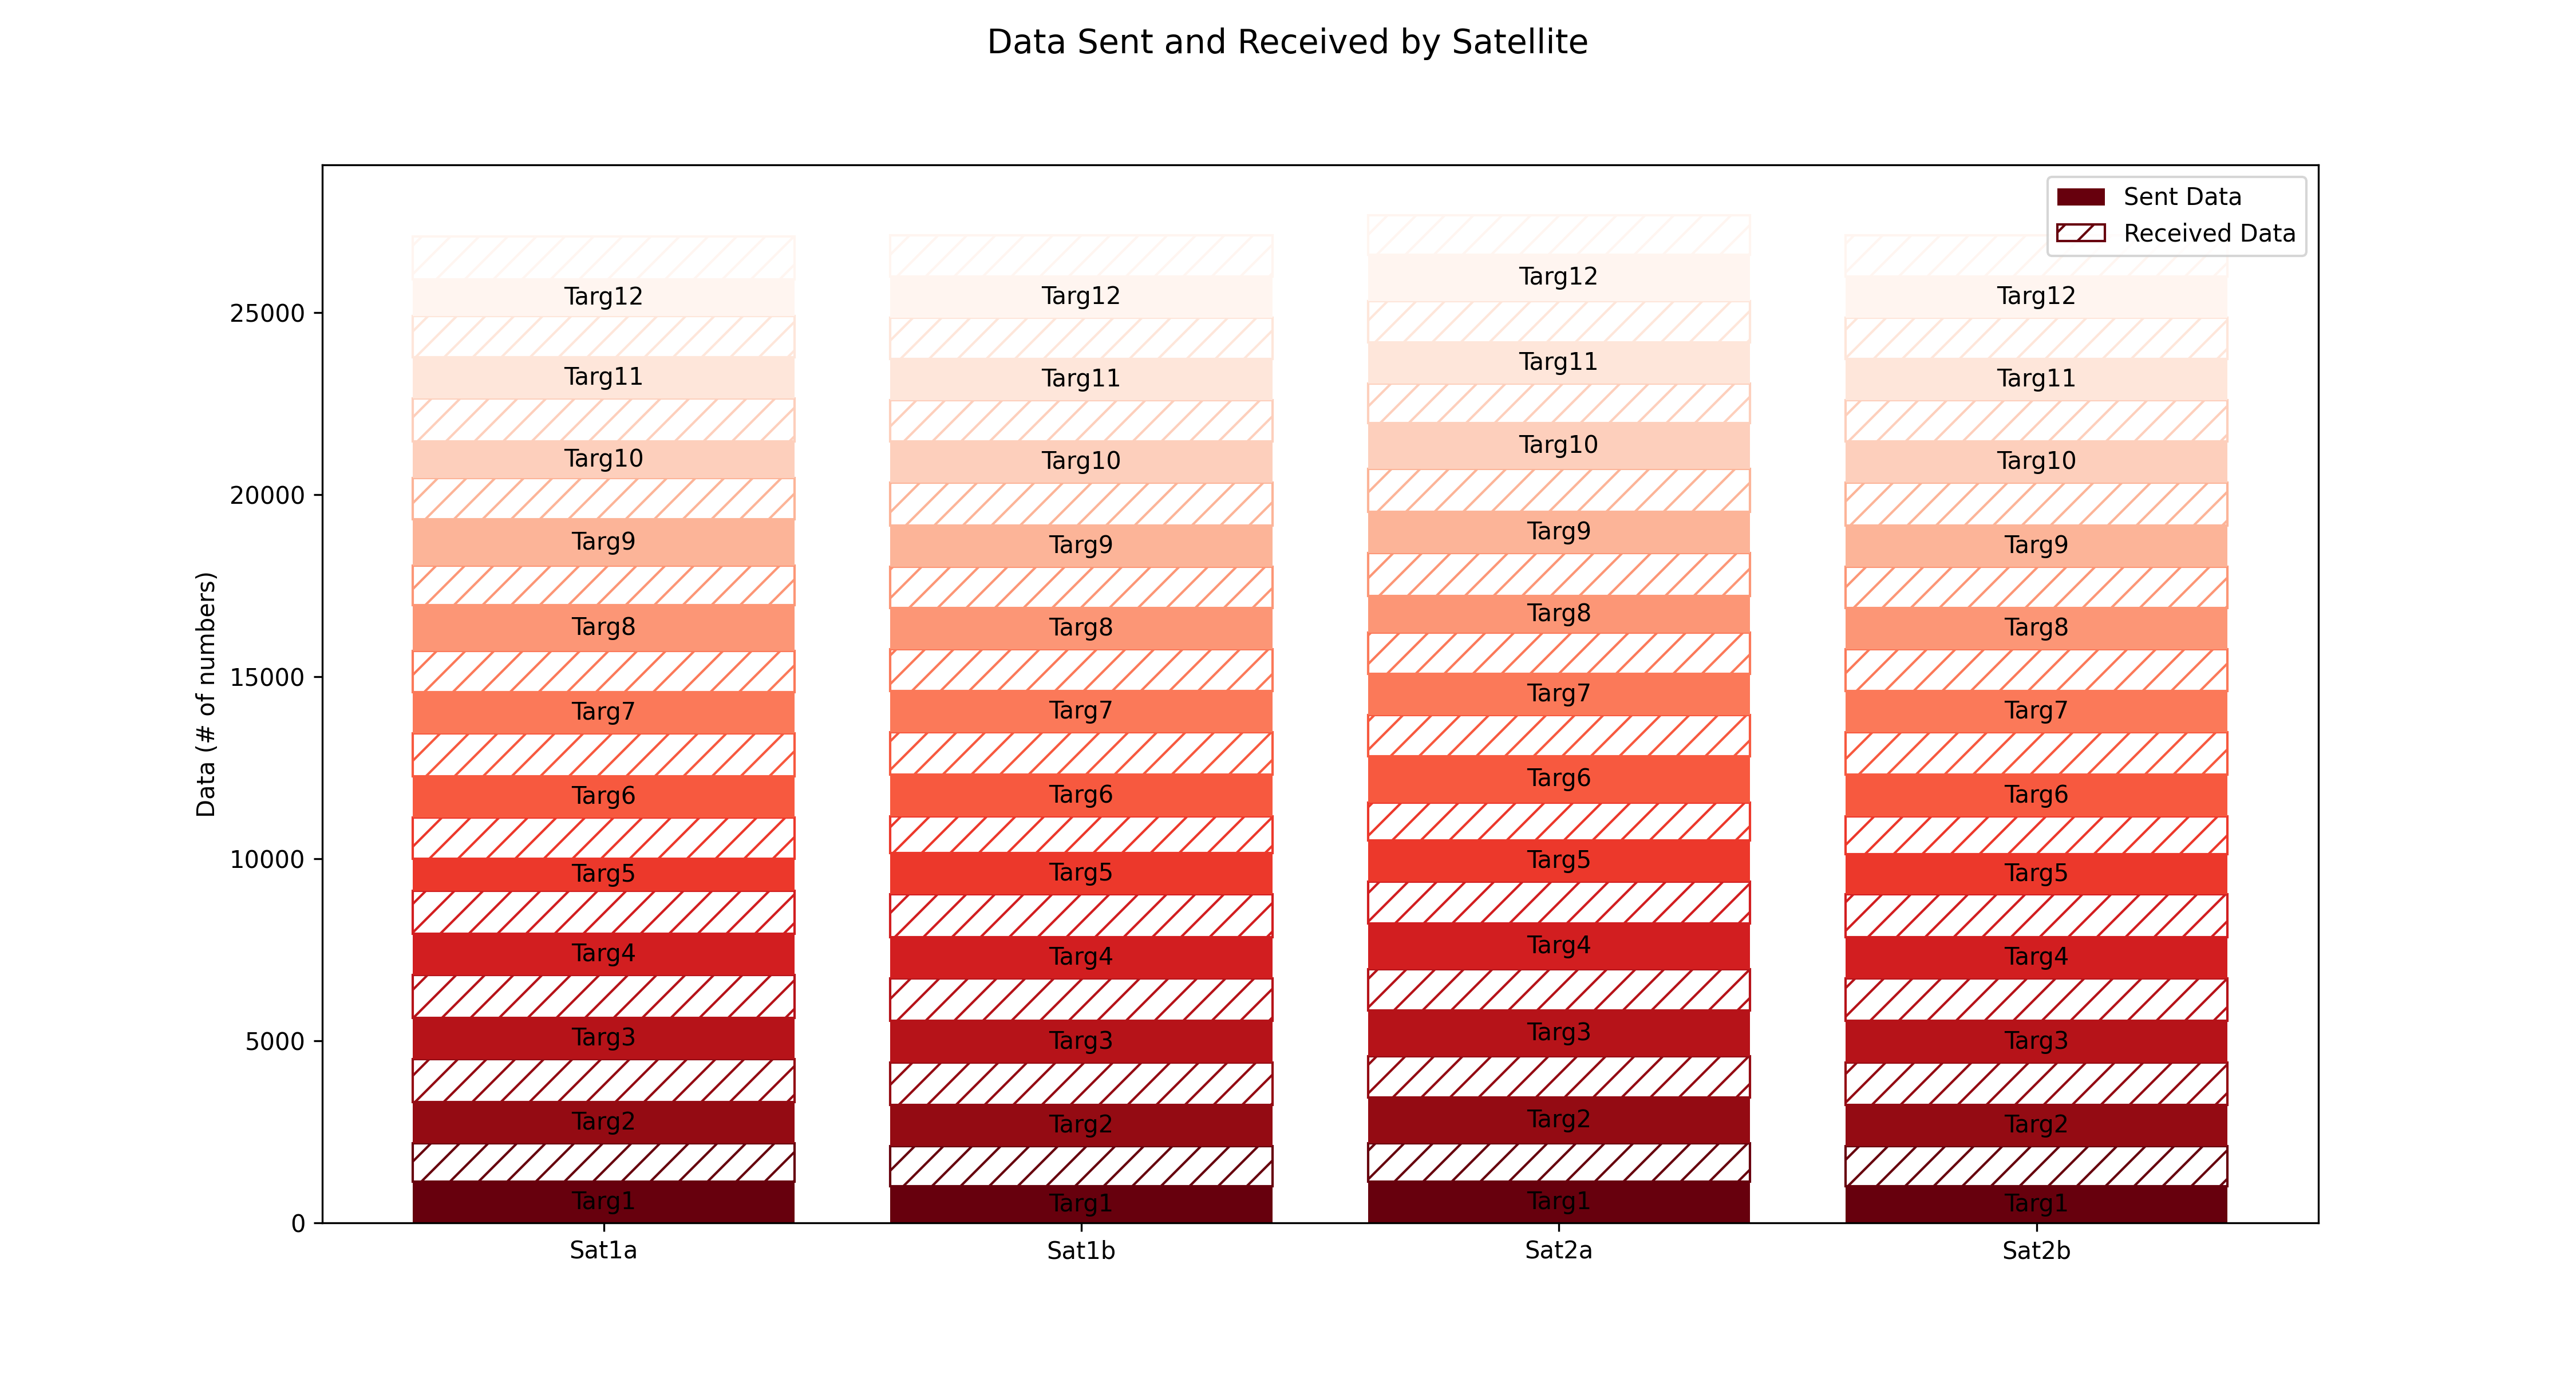 Data Sent and Received by Satellite
Sent Data
Received Data
Data (# of numbers)
25000
20000
15000
10000
5000
0
Targ12
Targ11
Targ10
Targ9
Targ8
Targ7
Targ6
Targ5
Targ4
Targ3
Targ2
Targ1
Targ12
Targ11
Targ10
Targ9
Targ8
Targ7
Targ6
Targ5
Targ4
Targ3
Targ2
Targ1
Targ12
Targ11
Targ10
Targ9
Targ8
Targ7
Targ6
Targ5
Targ4
Targ3
Targ2
Targ1
Targ12
Targ11
Targ10
Targ9
Targ8
Targ7
Targ6
Targ5
Targ4
Targ3
Targ2
Targ1
Sat1a
Sat1b
Sat2a
Sat2b